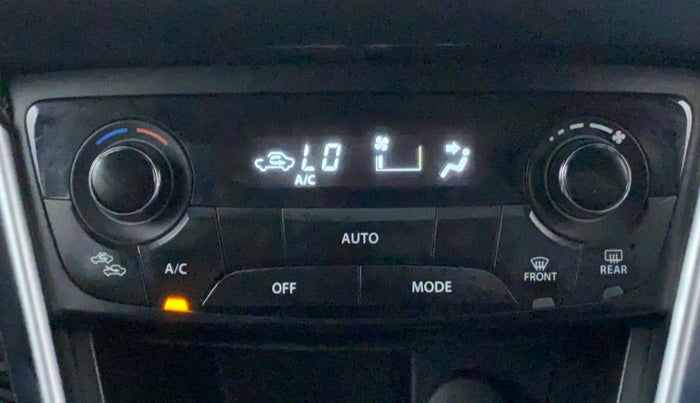 LO
A/C
AUTO
A/C
OFF
MODE
FRONT
REAR